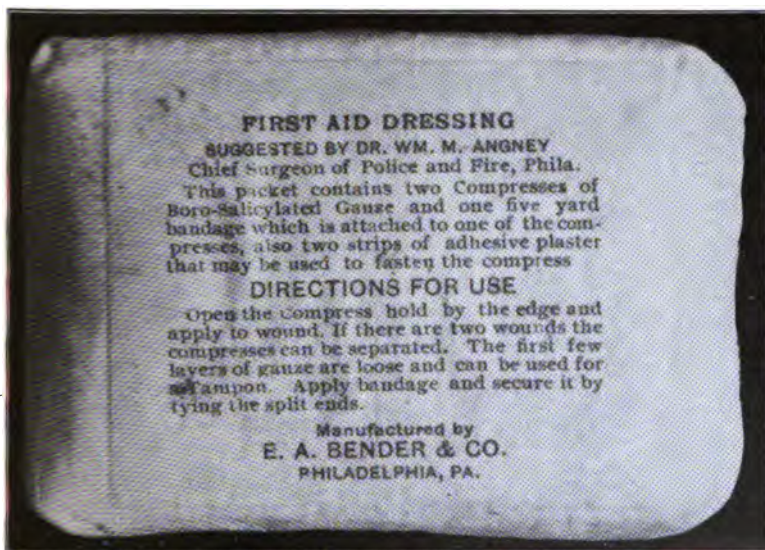 FIRST AID DRESSING
SUGGESTED BY DR. WM. M. ANGNEY
Chief Surgeon of Police and Fire, Phila.
This packet contains two Compresses of
Boro-Salicylated Gauze and one five yard
bandage which is attached to one of the com-
presses, also two strips of adhesive plaster
that may be used to fasten the compress
DIRECTIONS FOR USE
Open the Compress hold by the edge and
apply to wound. If there are two wounds the
compresses can be separated. The first few
layers of gauze are loose and can be used for
a Tampon. Apply bandage and secure it by
tying the split ends.
Manufactured by
E. A. BENDER & CO.
PHILADELPHIA, PA.